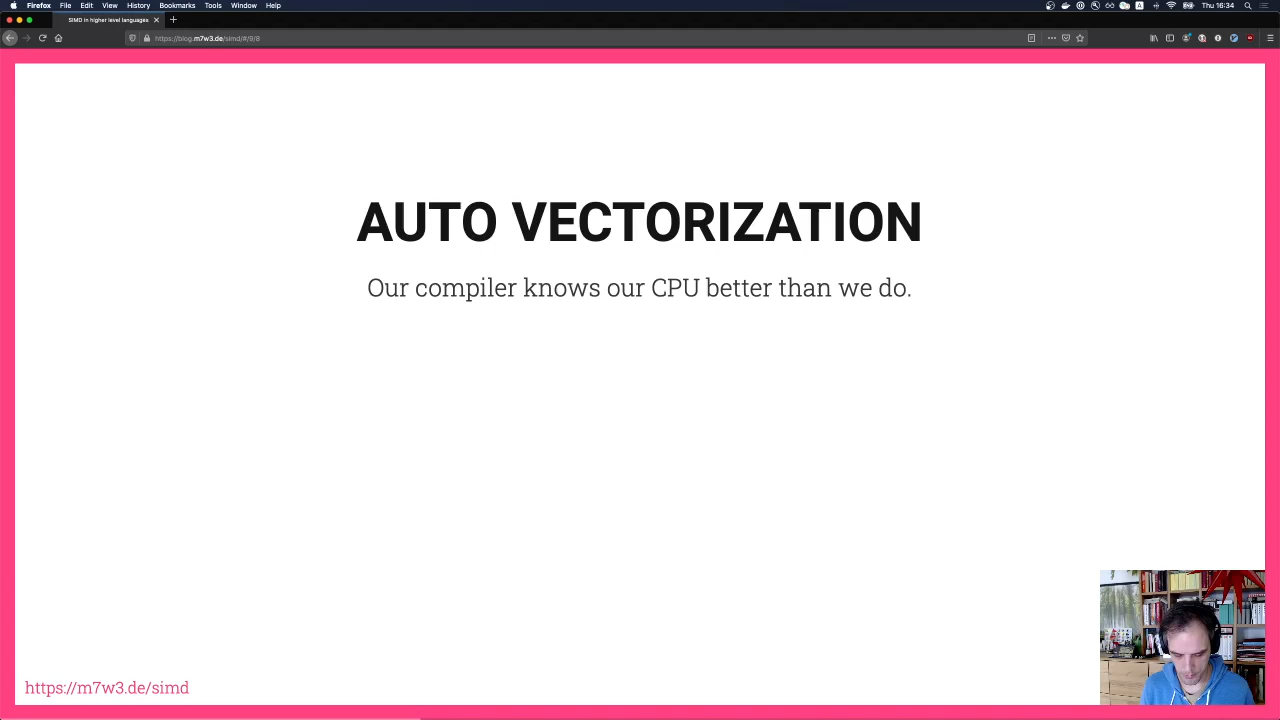 Firefox File Edit View History Bookmarks Tools Window Help Thu 16:34
SIMD in higher level languages
https://blog.m7w3.de/simd/#/9/8
AUTO VECTORIZATION
Our compiler knows our CPU better than we do.
https://m7w3.de/simd